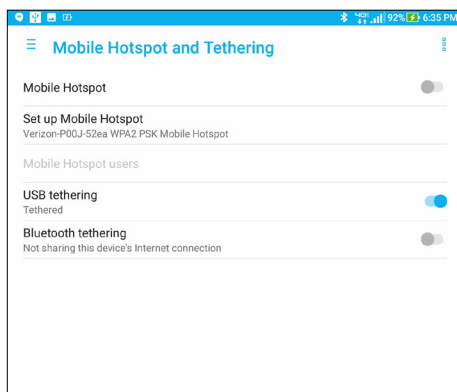 92% 6:35 PM
Mobile Hotspot and Tethering
Mobile Hotspot
Set up Mobile Hotspot
Verizon-P00J-52ea WPA2 PSK Mobile Hotspot
Mobile Hotspot users
USB tethering
Tethered
Bluetooth tethering
Not sharing this device's Internet connection